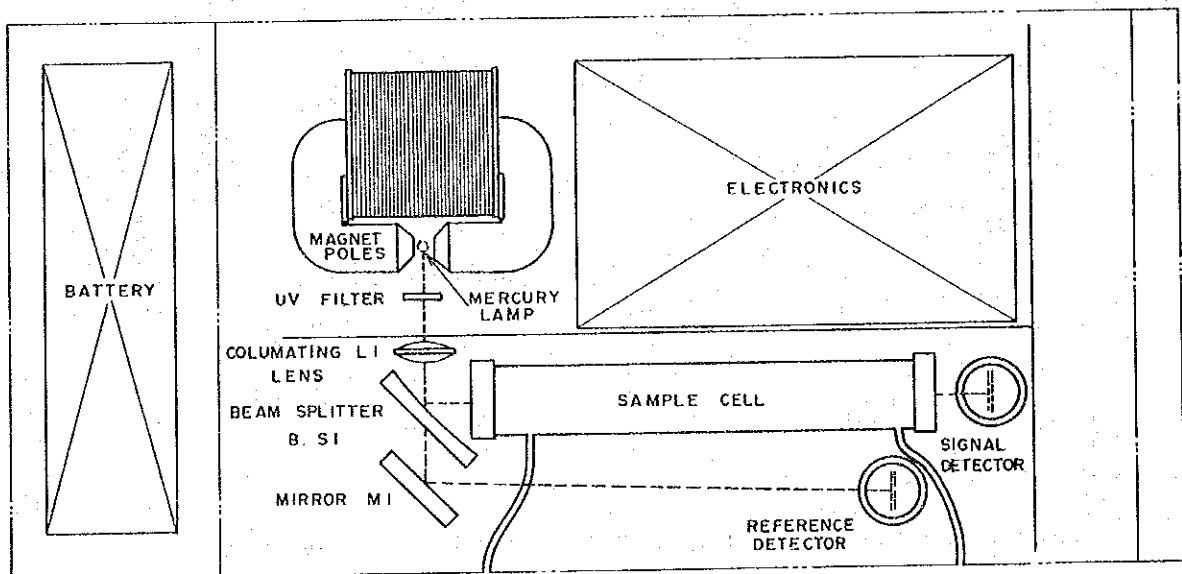 BATTERY
MAGNET
POLES
UV FILTER
MERCURY
LAMP
ELECTRONICS
COLUMATING L1
LENS
BEAM SPLITTER
B. S1
MIRROR M1
SAMPLE CELL
SIGNAL
DETECTOR
REFERENCE
DETECTOR